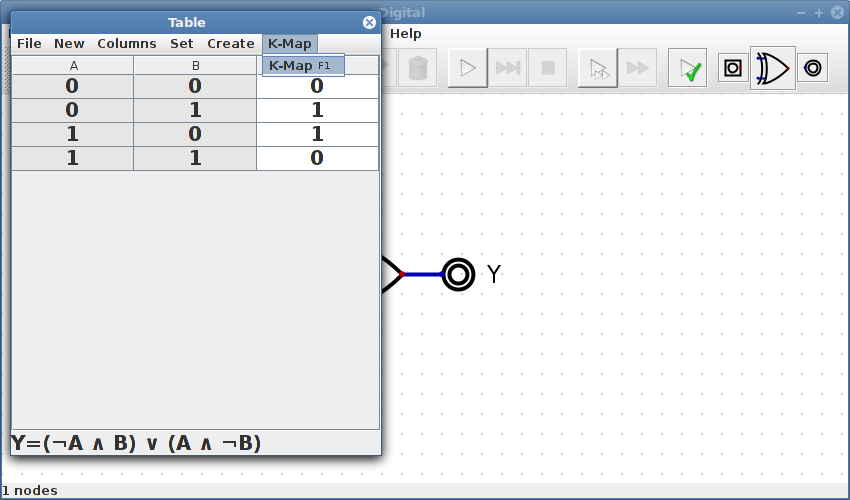 Digital
Table
File New Columns Set Create K-Map
Help
K-Map F1
A B
0 0 0
0 1 1
1 0 1
1 1 0
Y
Y=(¬A ∧ B) ∨ (A ∧ ¬B)
1 nodes